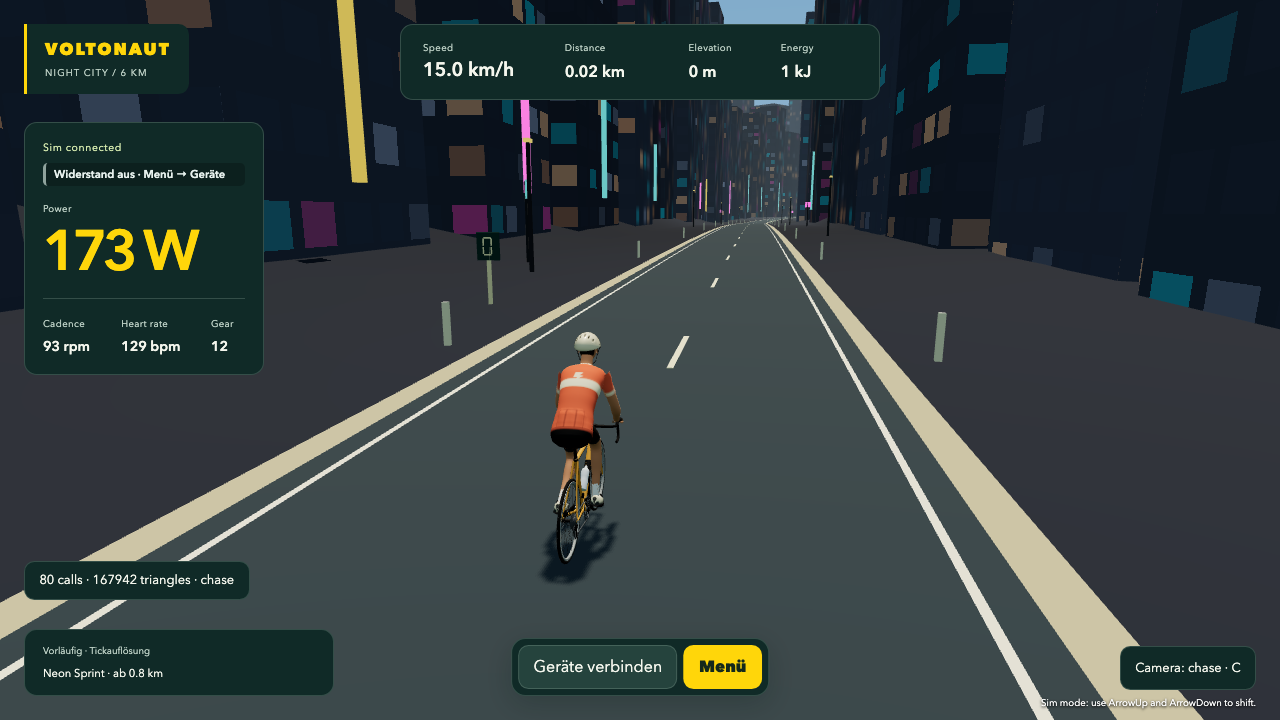 VOLTONAUT
NIGHT CITY / 6 KM
Speed
15.0 km/h
Distance
0.02 km
Elevation
0 m
Energy
1 kJ
Sim connected
Widerstand aus · Menü → Geräte
Power
173 W
Cadence
93 rpm
Heart rate
129 bpm
Gear
12
0
80 calls · 167942 triangles · chase
Vorläufig · Tickauflösung
Neon Sprint · ab 0.8 km
Geräte verbinden
Menü
Camera: chase · C
Sim mode: use ArrowUp and ArrowDown to shift.